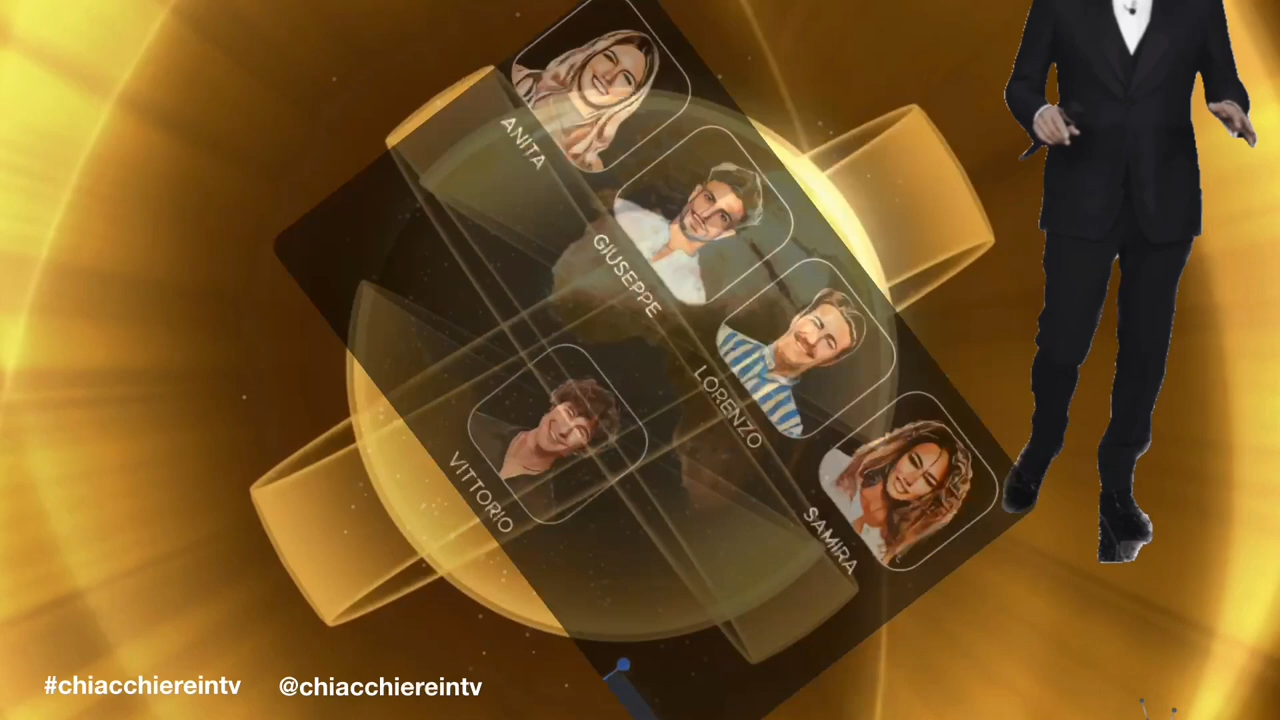 ANITA
GIUSEPPE
LORENZO
SAMIRA
VITTORIO
#chiacchiereintv
@chiacchiereintv